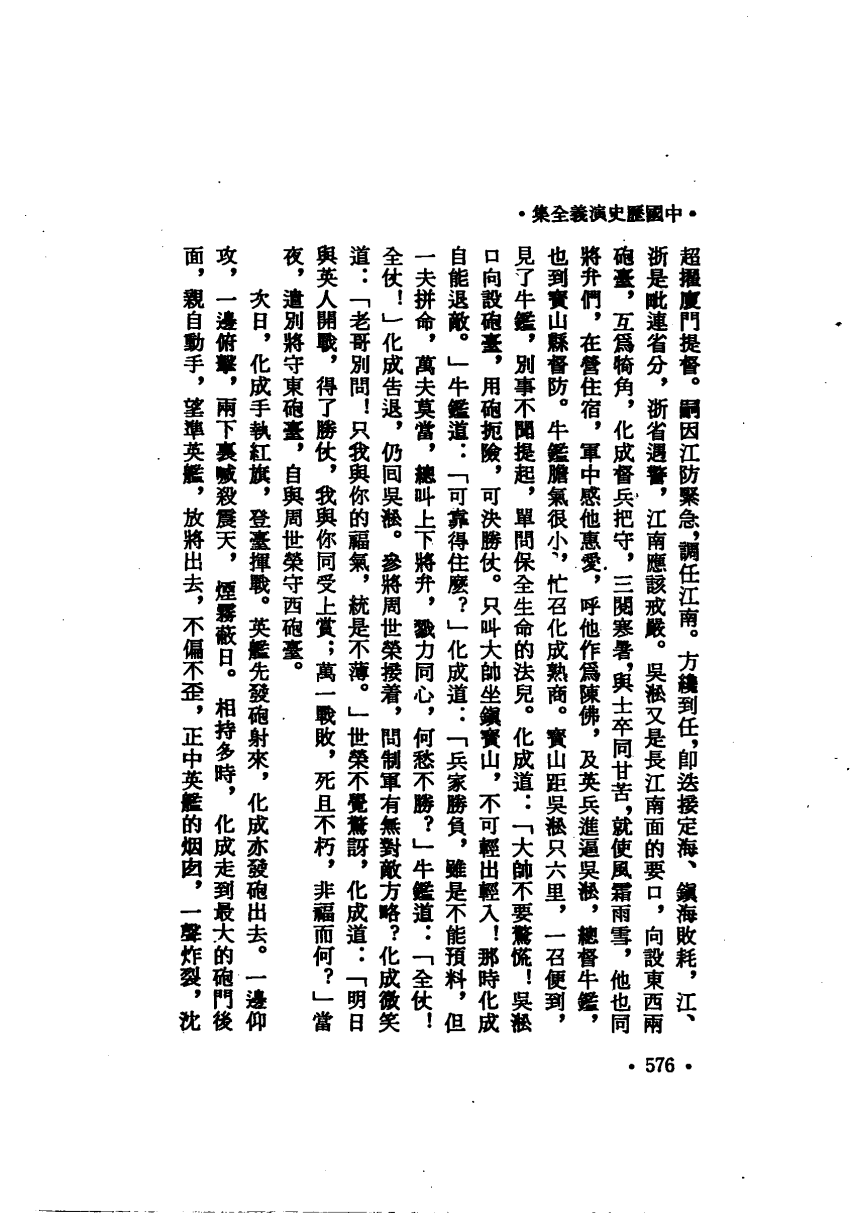 •中國歷史演義全集•
超擢廈門提督。嗣因江防緊急，調任江南。方纔到任，卽迭接定海、鎭海敗耗，江、
浙是毗連省分，浙省遇警，江南應該戒嚴。吳淞又是長江南面的要口，向設東西兩
砲臺，互爲犄角，化成督兵把守，三閱寒暑，與士卒同甘苦，就使風霜雨雪，他也同
將弁們，在營住宿，軍中感他惠愛，呼他作爲陳佛，及英兵進逼吳淞，總督牛鑑，
也到寶山縣督防。牛鑑膽氣很小，忙召化成熟商。寶山距吳淞只六里，一召便到，
見了牛鑑，別事不聞提起，單問保全生命的法兒。化成道：「大帥不要驚慌！吳淞
口向設砲臺，用砲扼險，可決勝仗。只叫大帥坐鎭寶山，不可輕出輕入！那時化成
自能退敵。」牛鑑道：「可靠得住麽？」化成道：「兵家勝負，雖是不能預料，但
一夫拼命，萬夫莫當，總叫上下將弁，戮力同心，何愁不勝？」牛鑑道：「全仗！
全仗！」化成吿退，仍回吳淞。參將周世榮接着，問制軍有無對敵方略？化成微笑
道：「老哥別問！只我與你的福氣，統是不薄。」世榮不覺驚訝，化成道：「明日
與英人開戰，得了勝仗，我與你同受上賞；萬一戰敗，死且不朽，非福而何？」當
夜，遣別將守東砲臺，自與周世榮守西砲臺。
次日，化成手執紅旗，登臺揮戰。英艦先發砲射來，化成亦發砲出去。一邊仰
攻，一邊俯擊，兩下裏喊殺震天，煙霧蔽日。相持多時，化成走到最大的砲門後
面，親自動手，望準英艦，放將出去，不偏不歪，正中英艦的烟囱，一聲炸裂，沈
•576•